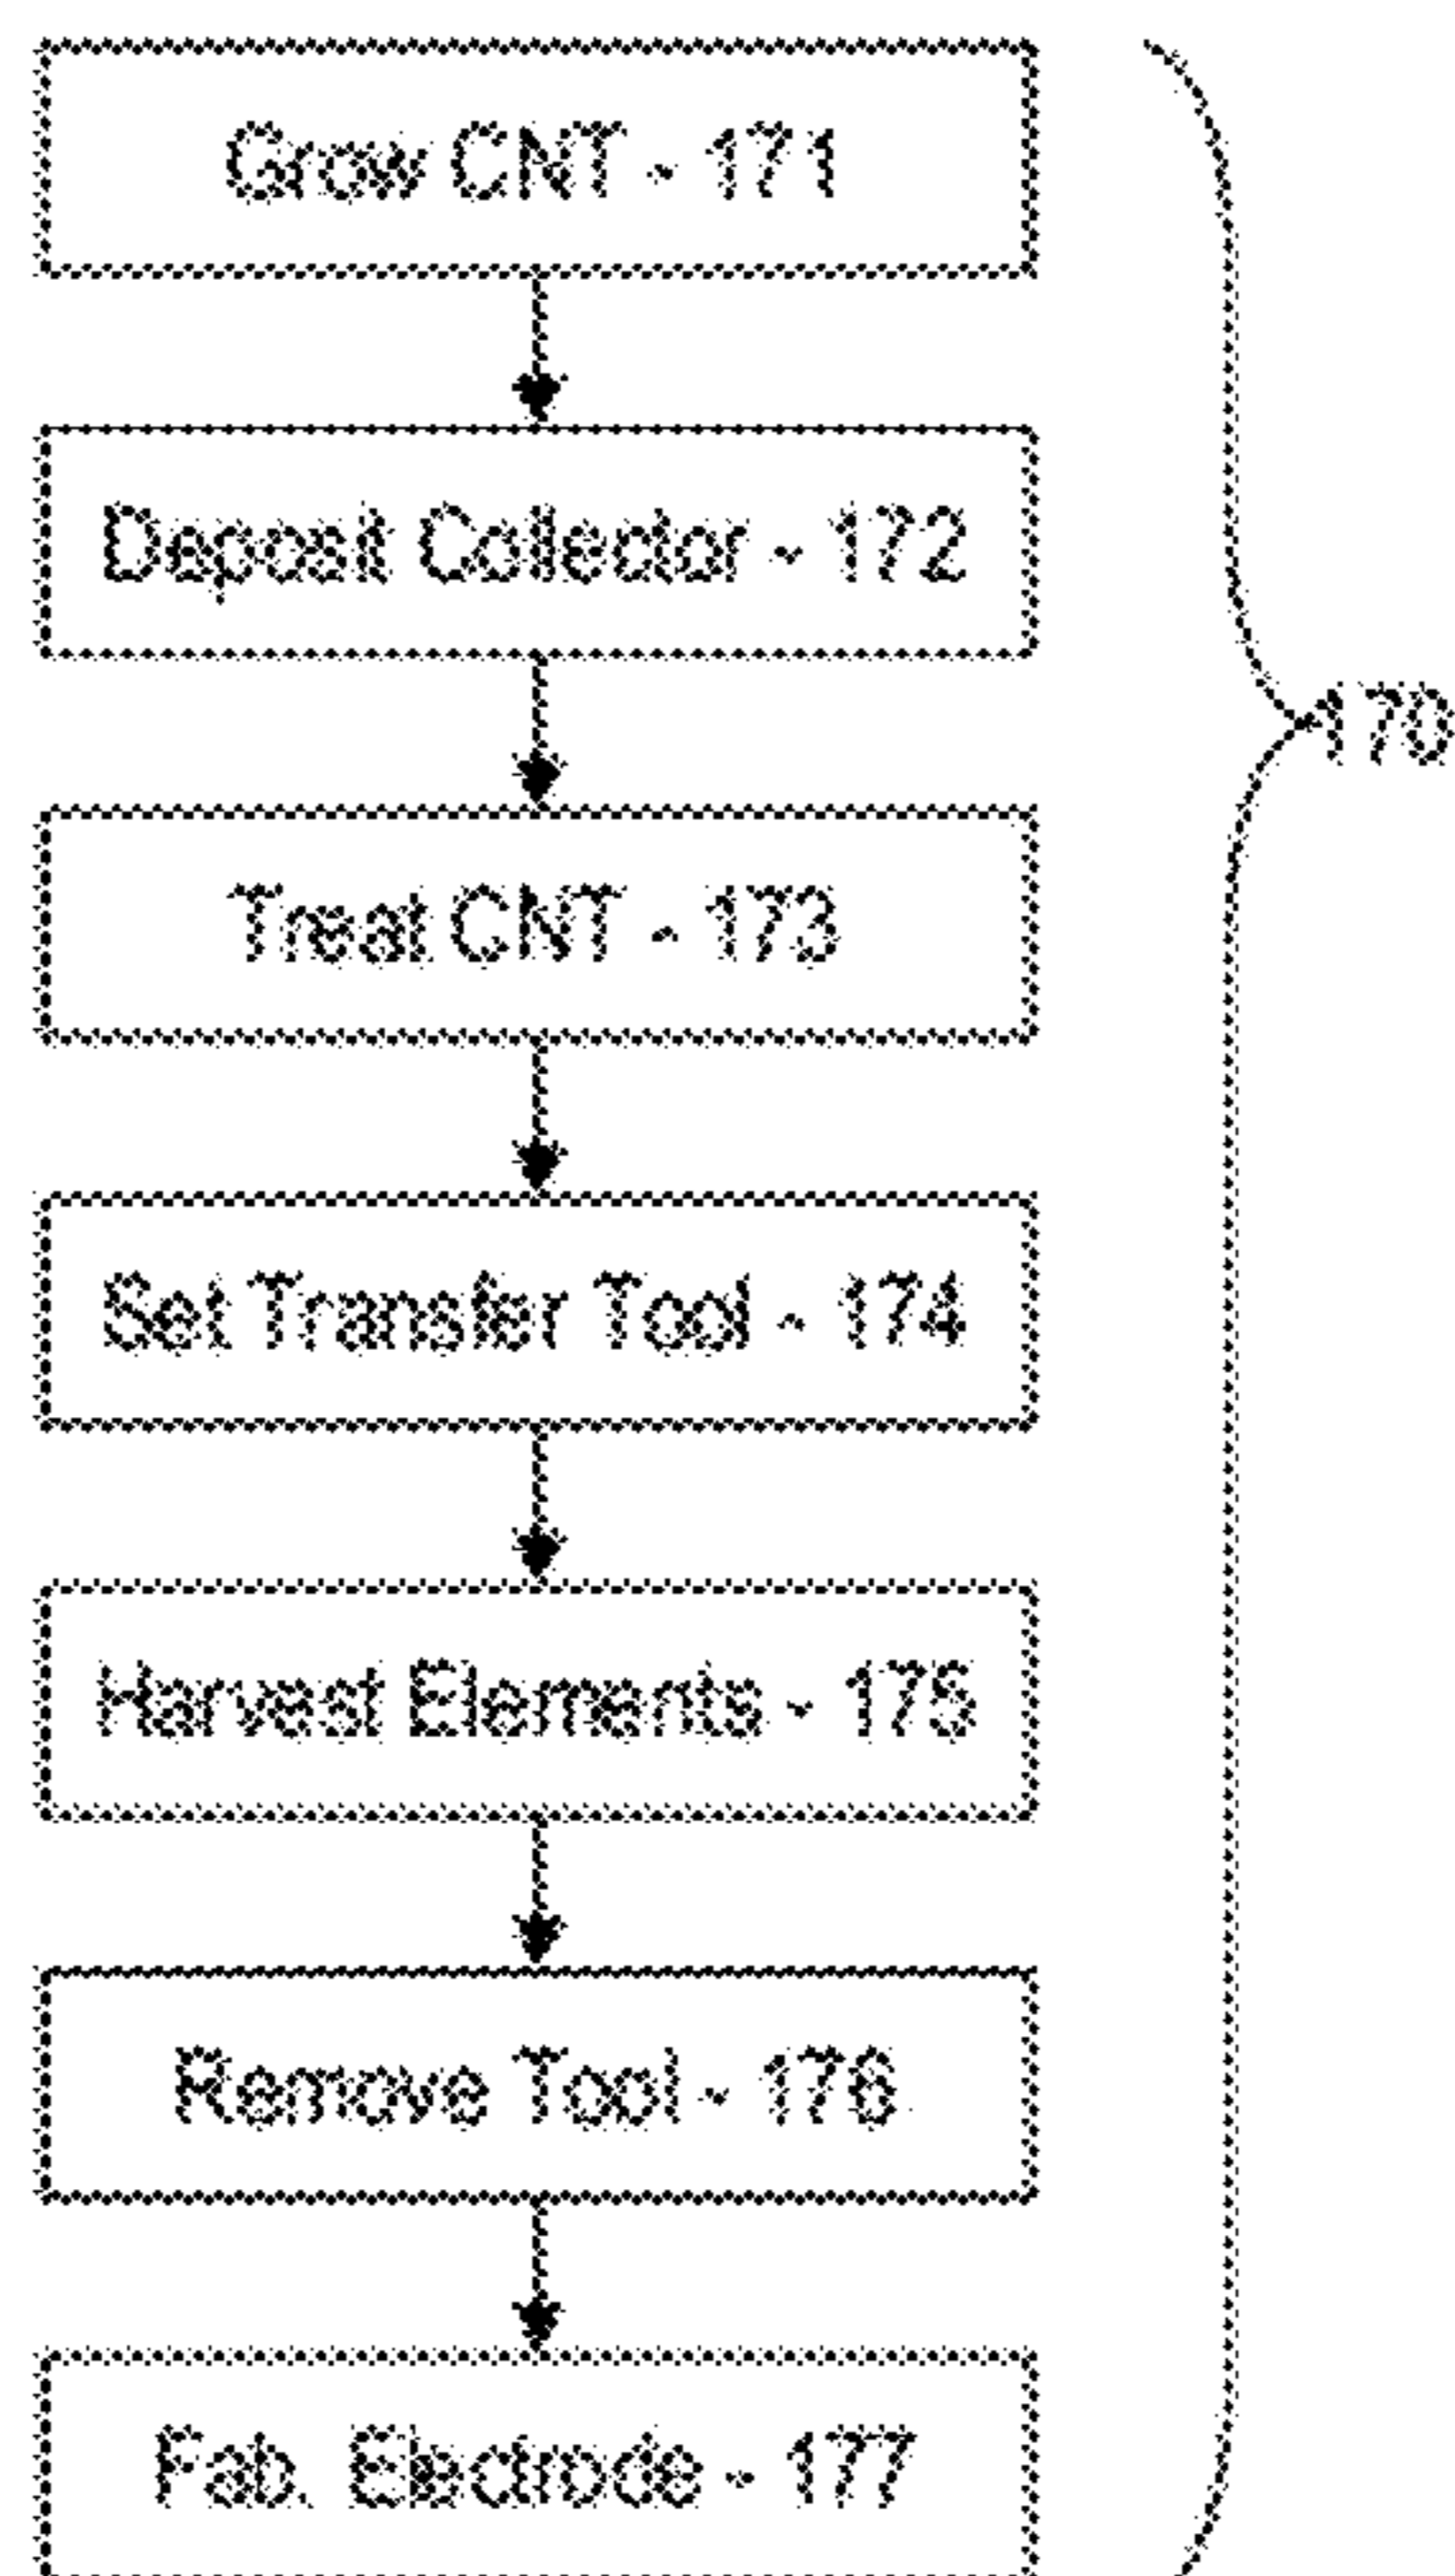 Grow CNT - 171
Deposit Collector - 172
170
Treat CNT - 173
Set Transfer Tool - 174
Harvest Elements - 175
Remove Tool - 176
Fab. Electrode - 177